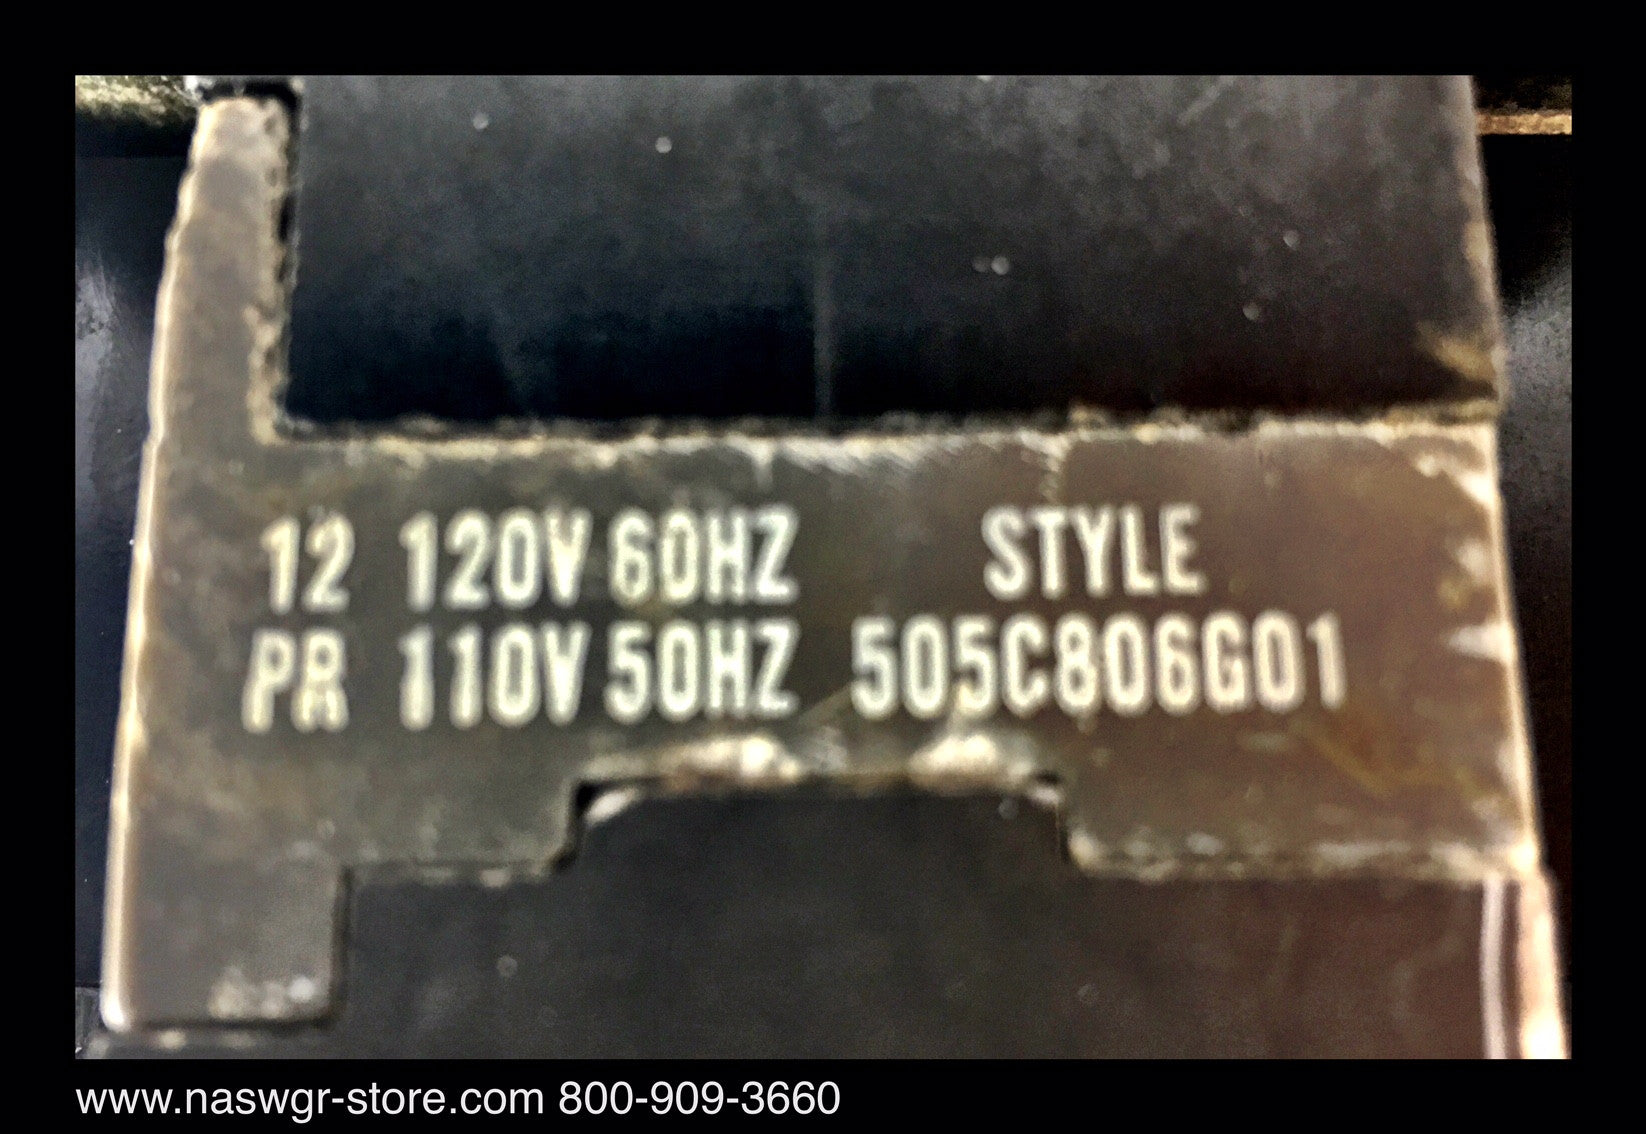 12 120V 60HZ STYLE
PR 110V 50HZ 505C806G01
www.naswgr-store.com 800-909-3660